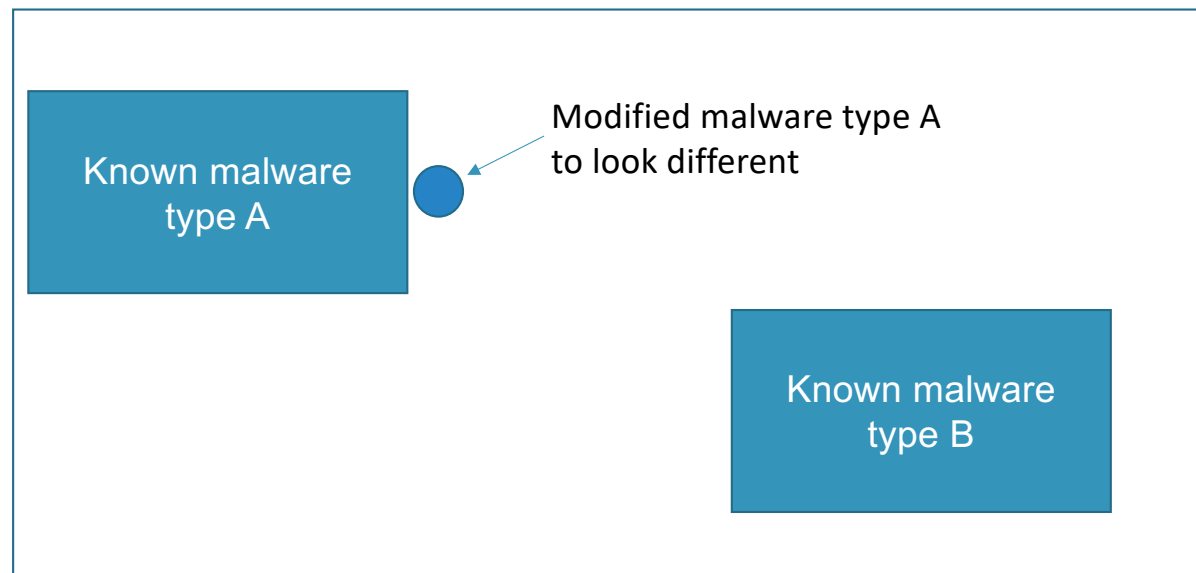 Modified malware type A
to look different
Known malware
type A
Known malware
type B